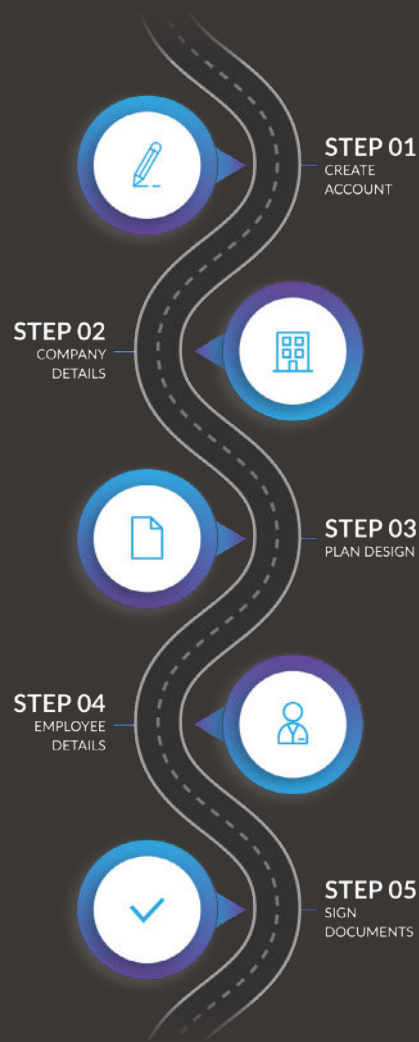 STEP 01
CREATE
ACCOUNT
STEP 02
COMPANY
DETAILS
STEP 03
PLAN DESIGN
STEP 04
EMPLOYEE
DETAILS
STEP 05
SIGN
DOCUMENTS